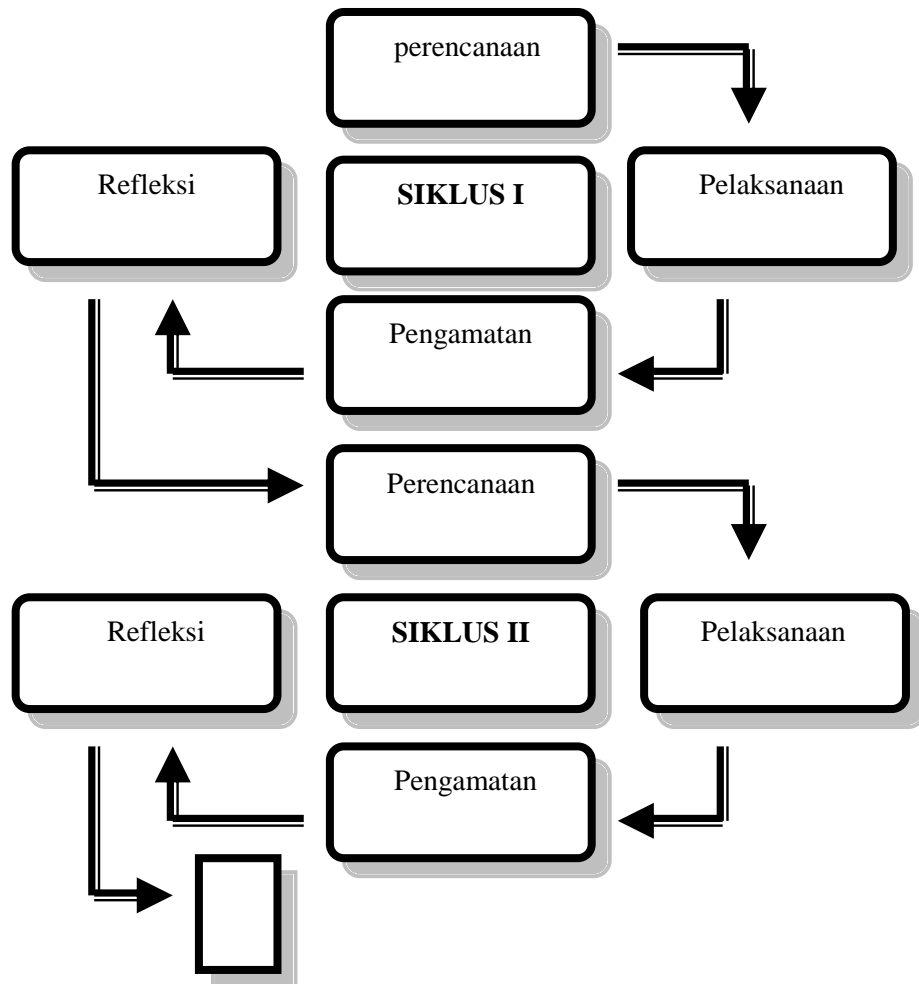 perencanaan
Refleksi
SIKLUS I
Pelaksanaan
Pengamatan
Perencanaan
Refleksi
SIKLUS II
Pelaksanaan
Pengamatan